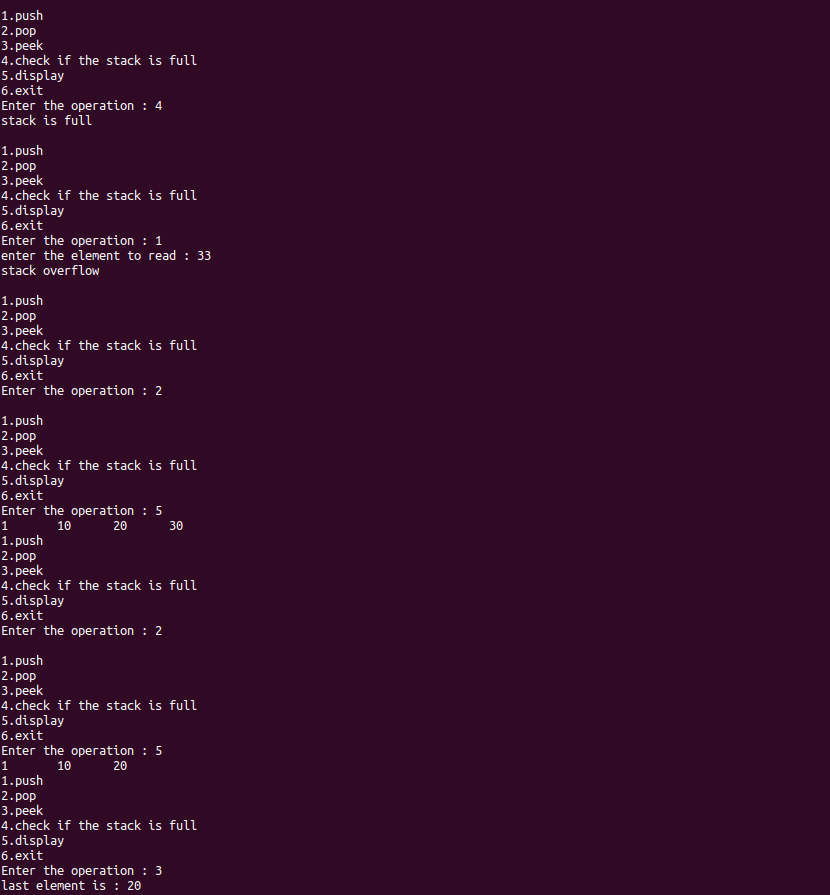 1.push
2.pop
3.peek
4.check if the stack is full
5.display
6.exit
Enter the operation : 4
stack is full
1.push
2.pop
3.peek
4.check if the stack is full
5.display
6.exit
Enter the operation : 1
enter the element to read : 33
stack overflow
1.push
2.pop
3.peek
4.check if the stack is full
5.display
6.exit
Enter the operation : 2
1.push
2.pop
3.peek
4.check if the stack is full
5.display
6.exit
Enter the operation : 5
1       10      20      30
1.push
2.pop
3.peek
4.check if the stack is full
5.display
6.exit
Enter the operation : 2
1.push
2.pop
3.peek
4.check if the stack is full
5.display
6.exit
Enter the operation : 5
1       10      20
1.push
2.pop
3.peek
4.check if the stack is full
5.display
6.exit
Enter the operation : 3
last element is : 20